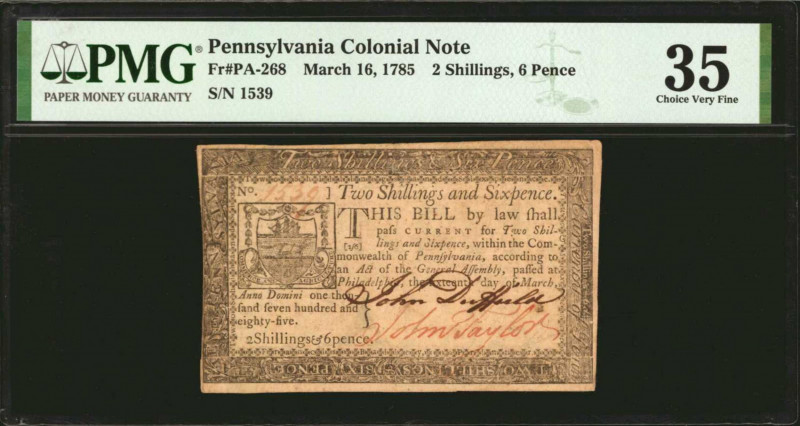 PMG®
PAPER MONEY GUARANTY
Pennsylvania Colonial Note
Fr#PA-268 March 16, 1785 2 Shillings, 6 Pence
S/N 1539
35
Choice Very Fine
Two Shillings & Six Pence
No. 1539 ] Two Shillings and Sixpence.
THIS BILL by law shall
paſs CURRENT for Two Shil-
[2/6] lings and Sixpence, within the Com-
monwealth of Pennſylvania, according to
an Act of the General Aſſembly, paſſed at
Philadelphia, the ſixteenth day of March,
Anno Domini one thou
ſand ſeven hundred and
eighty-five.
John Duffield
John Taylor
2Shillings&6pence.
TWO SHILLINGS & SIX PENCE